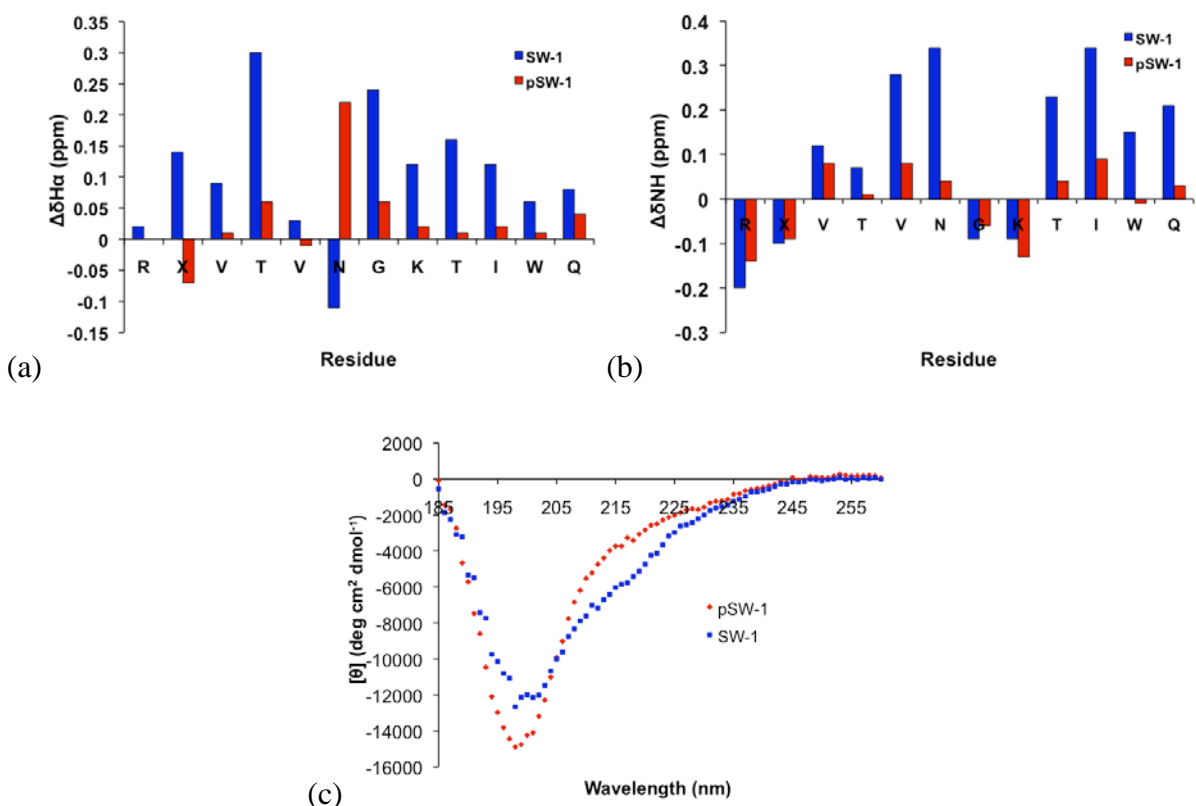 0.35
0.3
0.25
0.2
0.15
0.1
0.05
0
-0.05
-0.1
-0.15
ΔδHα (ppm)
SW-1
pSW-1
R X V T V N G K T I W Q
Residue
(a)
0.4
0.3
0.2
0.1
0
-0.1
-0.2
-0.3
ΔδNH (ppm)
SW-1
pSW-1
R X V T V N G K T I W Q
Residue
(b)
2000
0
-2000
-4000
-6000
-8000
-10000
-12000
-14000
-16000
[θ] (deg cm² dmol⁻¹)
185 195 205 215 225 235 245 255
pSW-1
SW-1
Wavelength (nm)
(c)